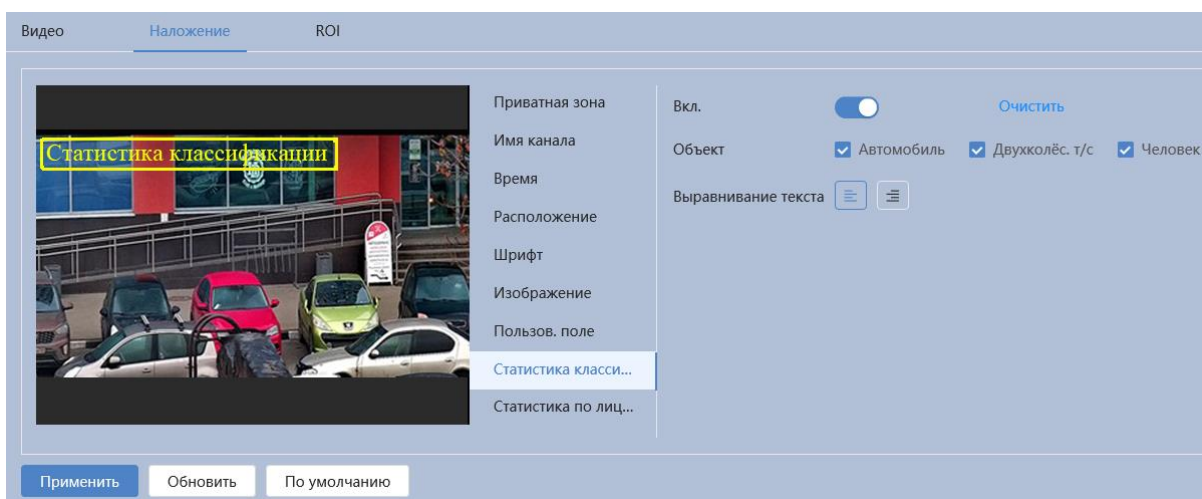 Видео Наложение ROI
Статистика классификации
Приватная зона
Имя канала
Время
Расположение
Шрифт
Изображение
Пользов. поле
Статистика класси...
Статистика по лиц...
Вкл. Очистить
Объект Автомобиль Двухколёс. т/с Человек
Выравнивание текста
Применить Обновить По умолчанию